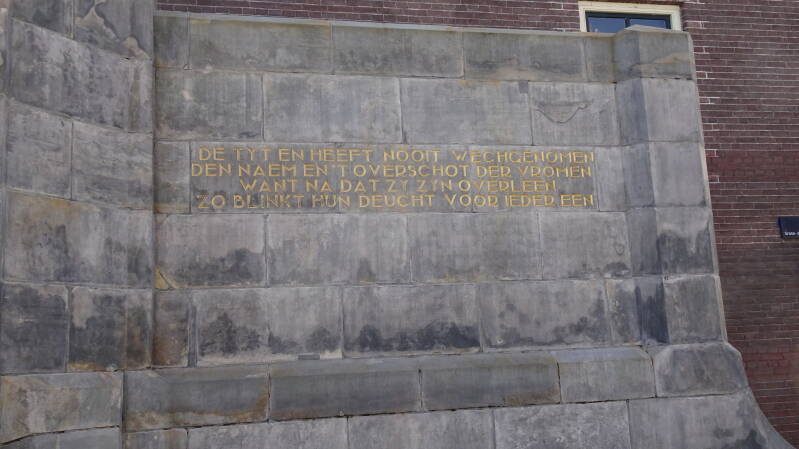 DE TYT EN HEEFT NOOIT WECHGENOMEN
DEN NAEM EN 'T OVERSCHOT DER VROMEN
WANT NA DAT ZY ZYN OVERLEEN
ZO BLINKT HUN DEUCHT VOOR IEDER EEN